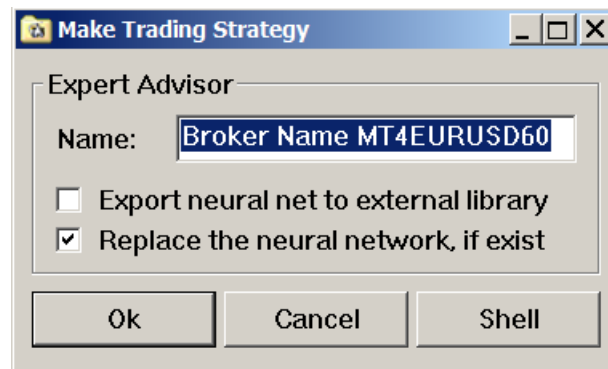 Make Trading Strategy
Expert Advisor
Name: Broker Name MT4EURUSD60
Export neural net to external library
Replace the neural network, if exist
Ok Cancel Shell